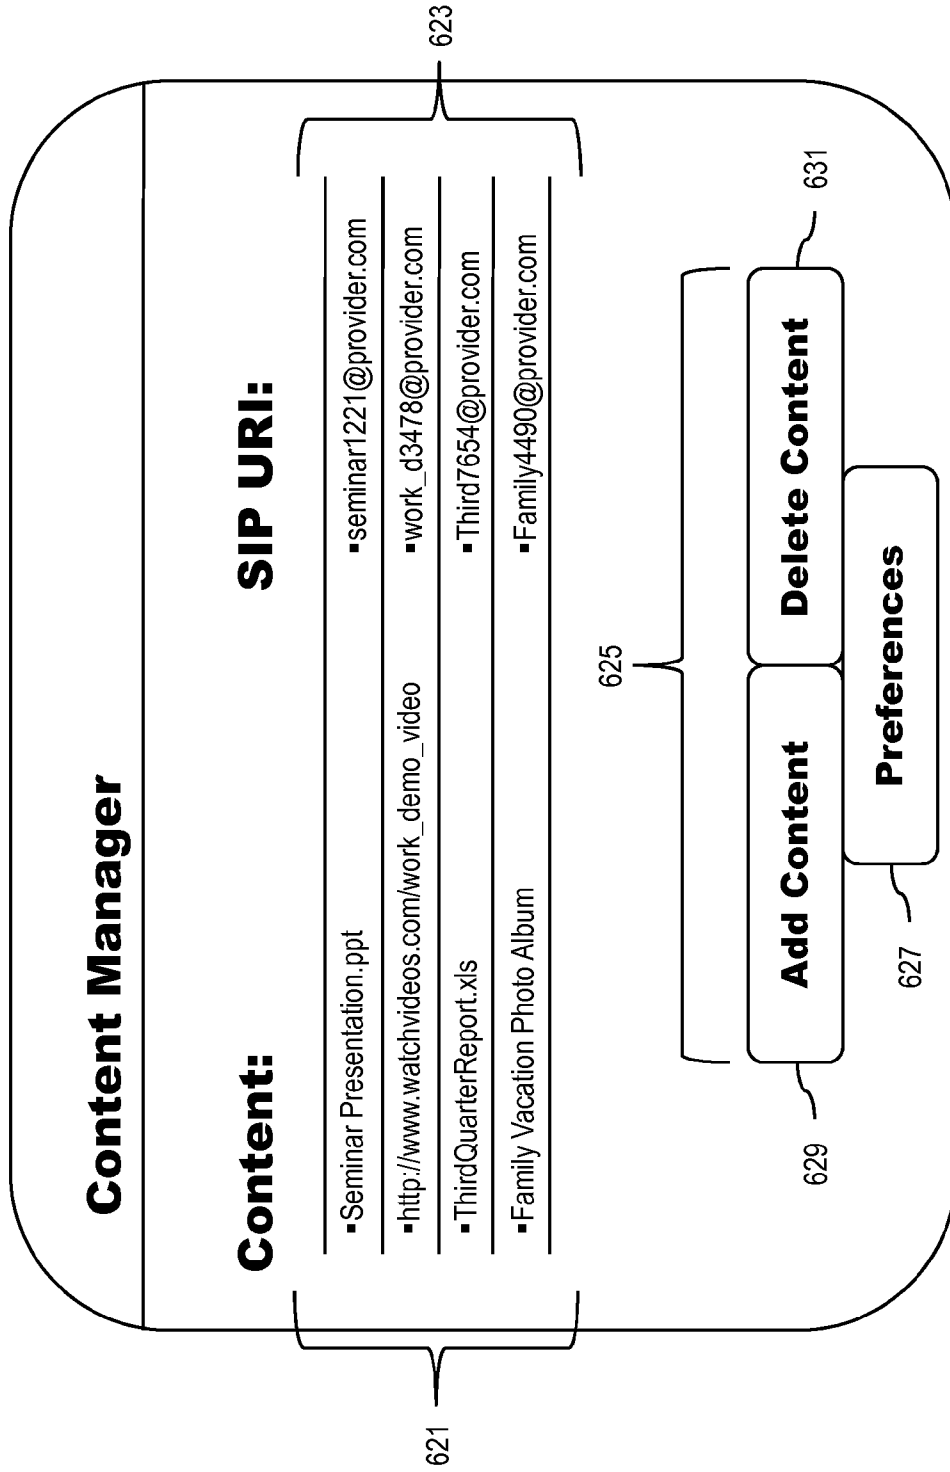 Content Manager
Content: SIP URI:
▪Seminar Presentation.ppt ▪seminar1221@provider.com
▪http://www.watchvideos.com/work_demo_video ▪work_d3478@provider.com
▪ThirdQuarterReport.xls ▪Third7654@provider.com
▪Family Vacation Photo Album ▪Family4490@provider.com
621
623
625
Add Content Delete Content
629
631
Preferences
627